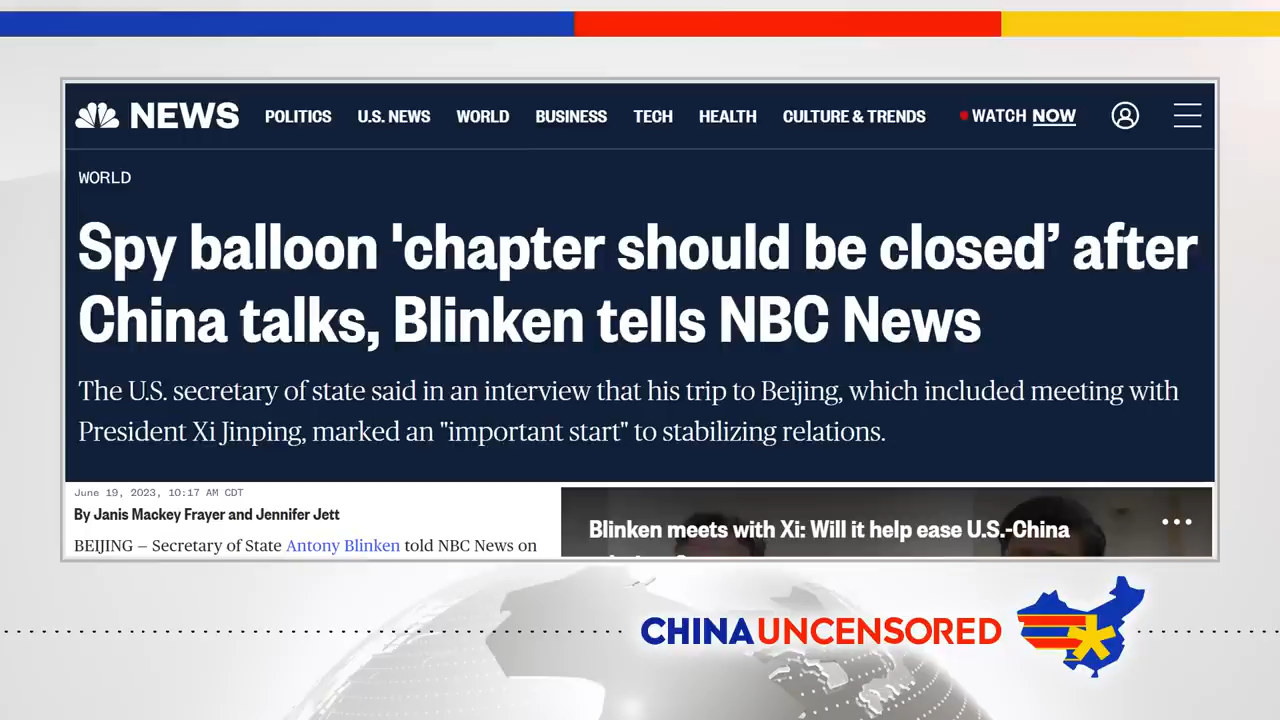 NEWS POLITICS U.S. NEWS WORLD BUSINESS TECH HEALTH CULTURE & TRENDS WATCH NOW
WORLD
Spy balloon 'chapter should be closed’ after
China talks, Blinken tells NBC News
The U.S. secretary of state said in an interview that his trip to Beijing, which included meeting with
President Xi Jinping, marked an "important start" to stabilizing relations.
June 19, 2023, 10:17 AM CDT
By Janis Mackey Frayer and Jennifer Jett
BEIJING — Secretary of State Antony Blinken told NBC News on
Blinken meets with Xi: Will it help ease U.S.-China
CHINA UNCENSORED